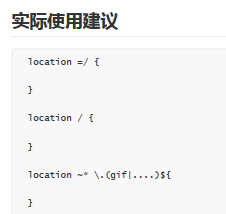 实际使用建议
location =/ {
}
location / {
}
location ~* \.(gif|....)${
}